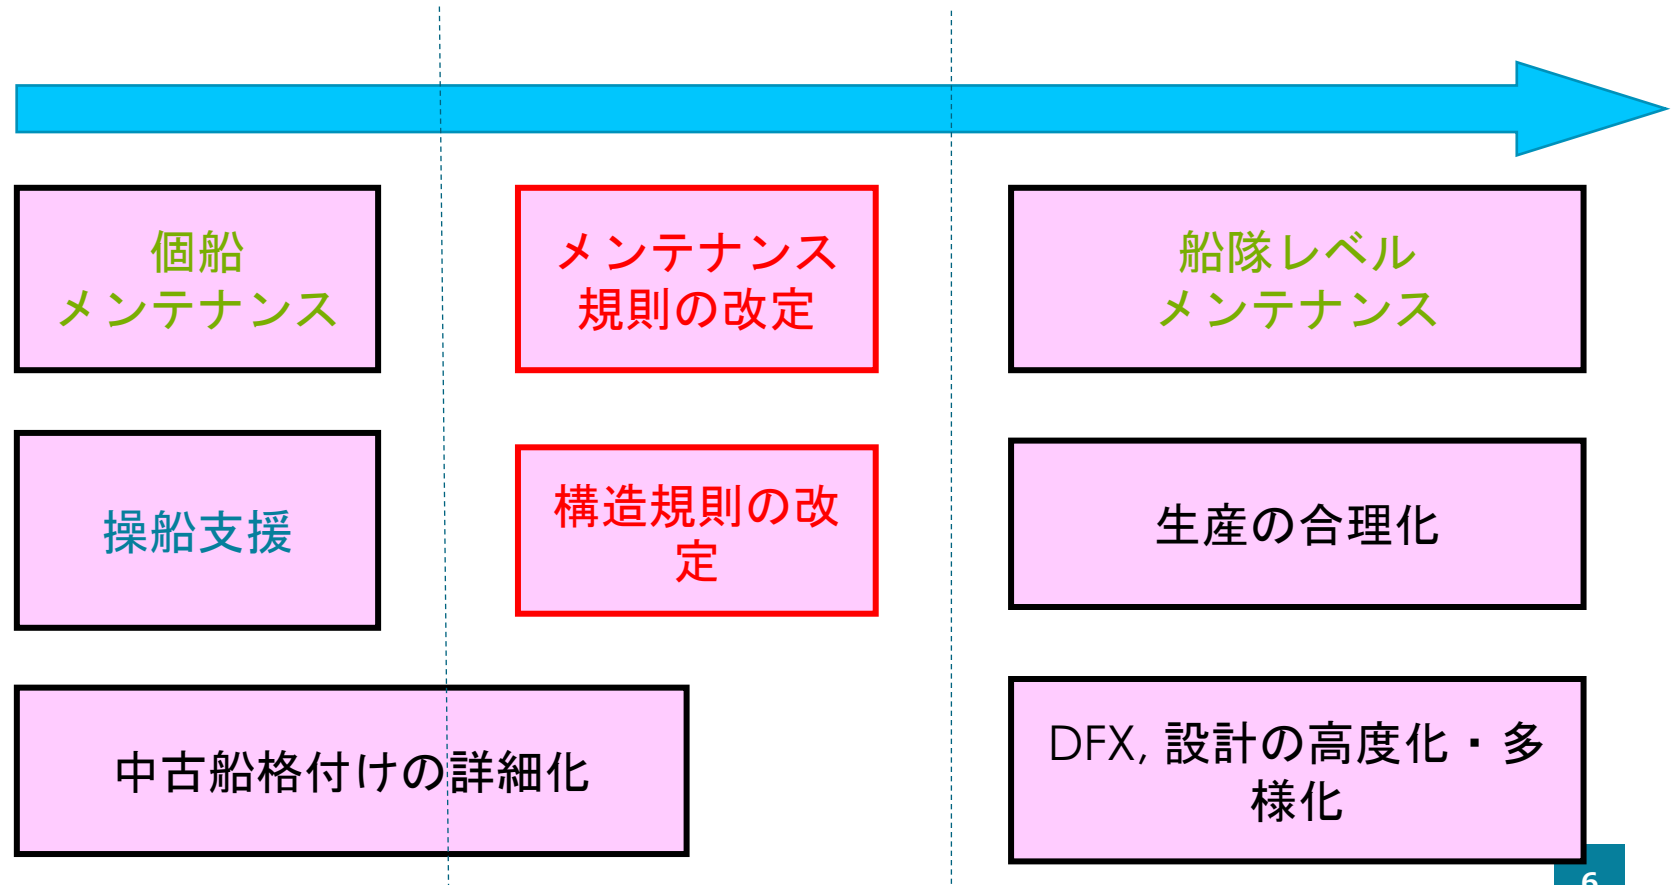 個船
メンテナンス
メンテナンス
規則の改定
船隊レベル
メンテナンス
操船支援
構造規則の改
定
生産の合理化
中古船格付けの詳細化
DFX, 設計の高度化・多
様化
6